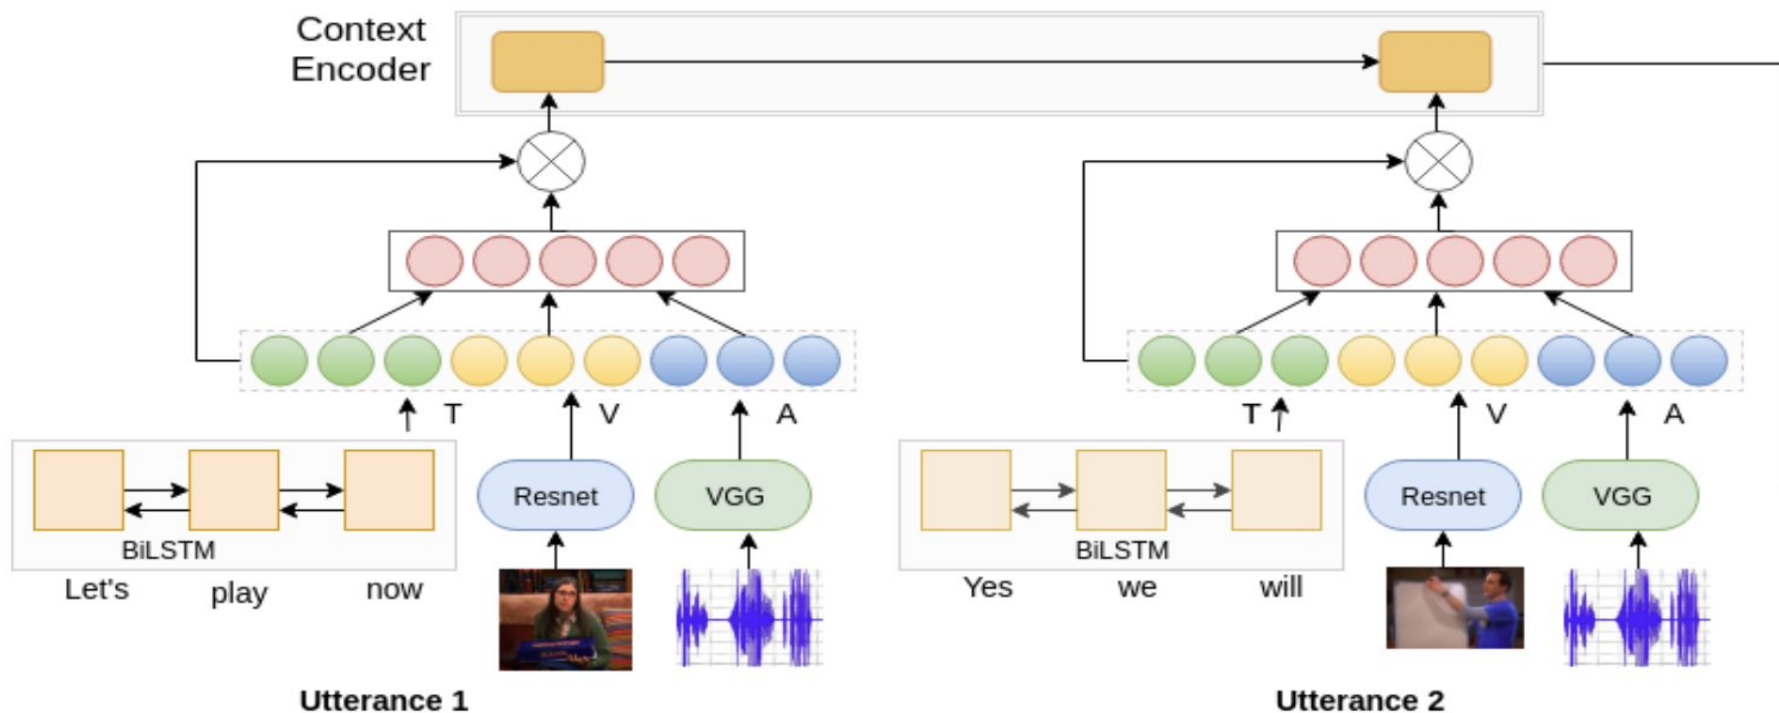 Context
Encoder
T
V
A
T
V
A
Resnet
VGG
Resnet
VGG
BiLSTM
BiLSTM
Let's play now
Yes we will
Utterance 1
Utterance 2